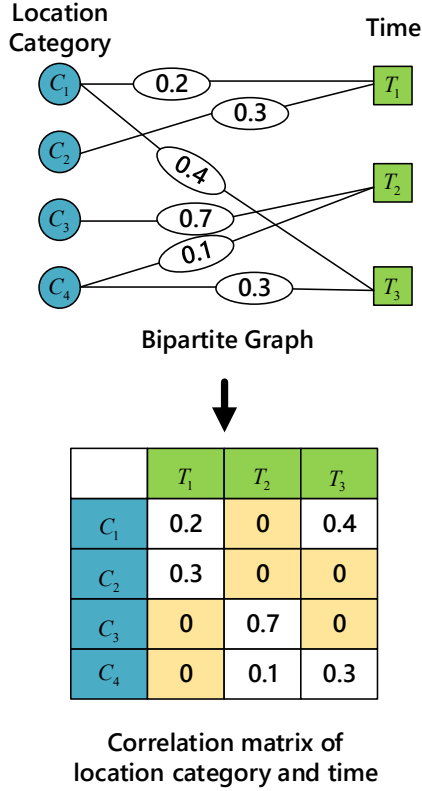 Location
Category
Time
C₁ 0.2 T₁
0.3
C₂
0.4
T₂
C₃ 0.7
0.1
C₄ 0.3 T₃
Bipartite Graph
T₁ T₂ T₃
C₁ 0.2 0 0.4
C₂ 0.3 0 0
C₃ 0 0.7 0
C₄ 0 0.1 0.3
Correlation matrix of
location category and time